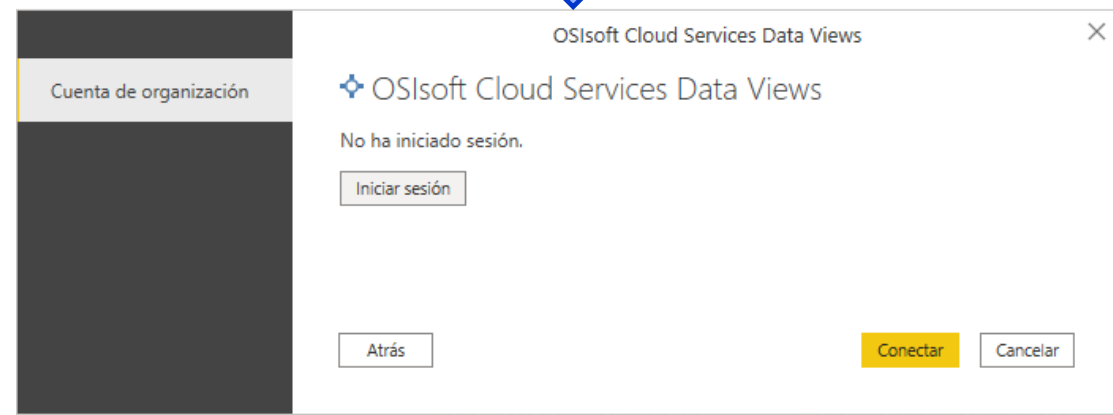 OSIsoft Cloud Services Data Views
Cuenta de organización
OSIsoft Cloud Services Data Views
No ha iniciado sesión.
Iniciar sesión
Atrás
Conectar
Cancelar